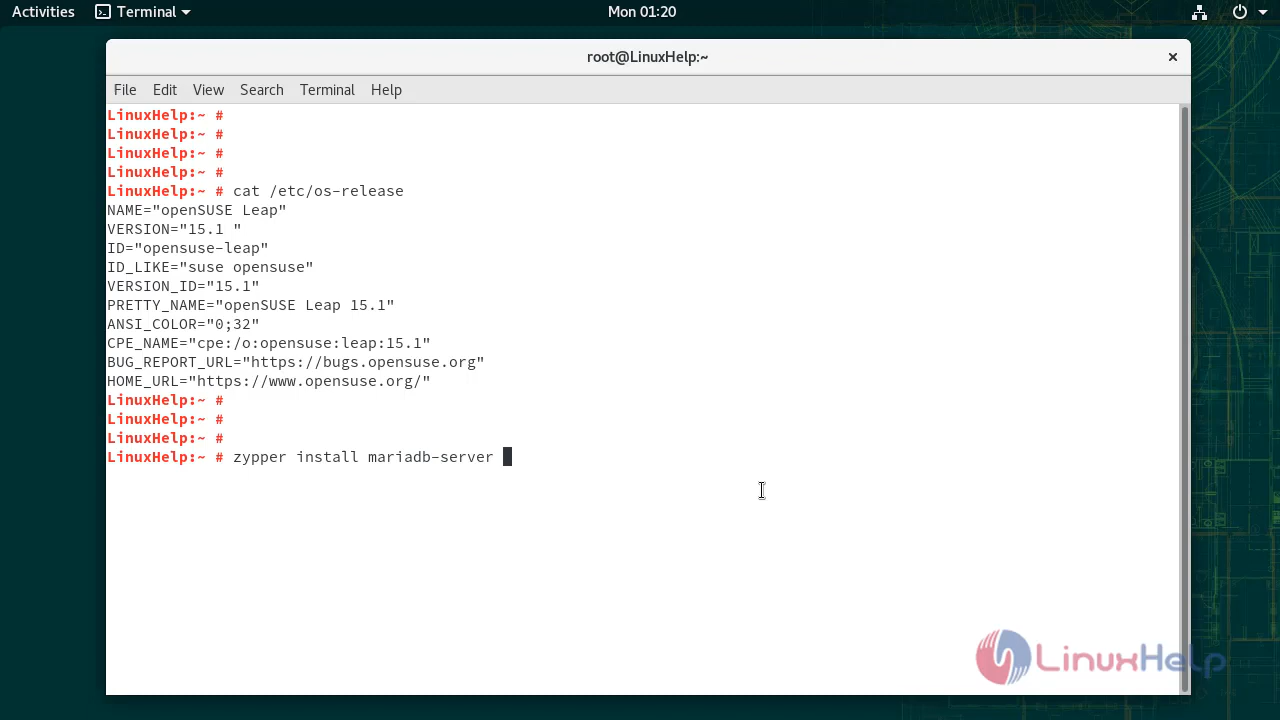 Activities Terminal Mon 01:20
root@LinuxHelp:~
File Edit View Search Terminal Help
LinuxHelp:~ #
LinuxHelp:~ #
LinuxHelp:~ #
LinuxHelp:~ #
LinuxHelp:~ # cat /etc/os-release
NAME="openSUSE Leap"
VERSION="15.1 "
ID="opensuse-leap"
ID_LIKE="suse opensuse"
VERSION_ID="15.1"
PRETTY_NAME="openSUSE Leap 15.1"
ANSI_COLOR="0;32"
CPE_NAME="cpe:/o:opensuse:leap:15.1"
BUG_REPORT_URL="https://bugs.opensuse.org"
HOME_URL="https://www.opensuse.org/"
LinuxHelp:~ #
LinuxHelp:~ #
LinuxHelp:~ #
LinuxHelp:~ # zypper install mariadb-server
LinuxHelp